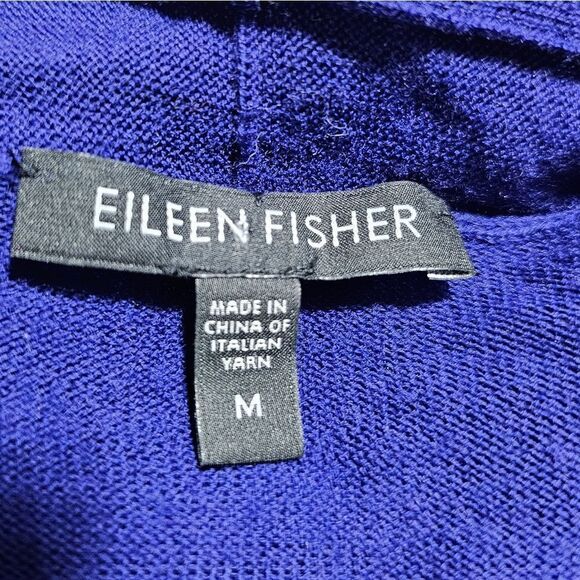 EILEEN FISHER
MADE IN
CHINA OF
ITALIAN
YARN
M